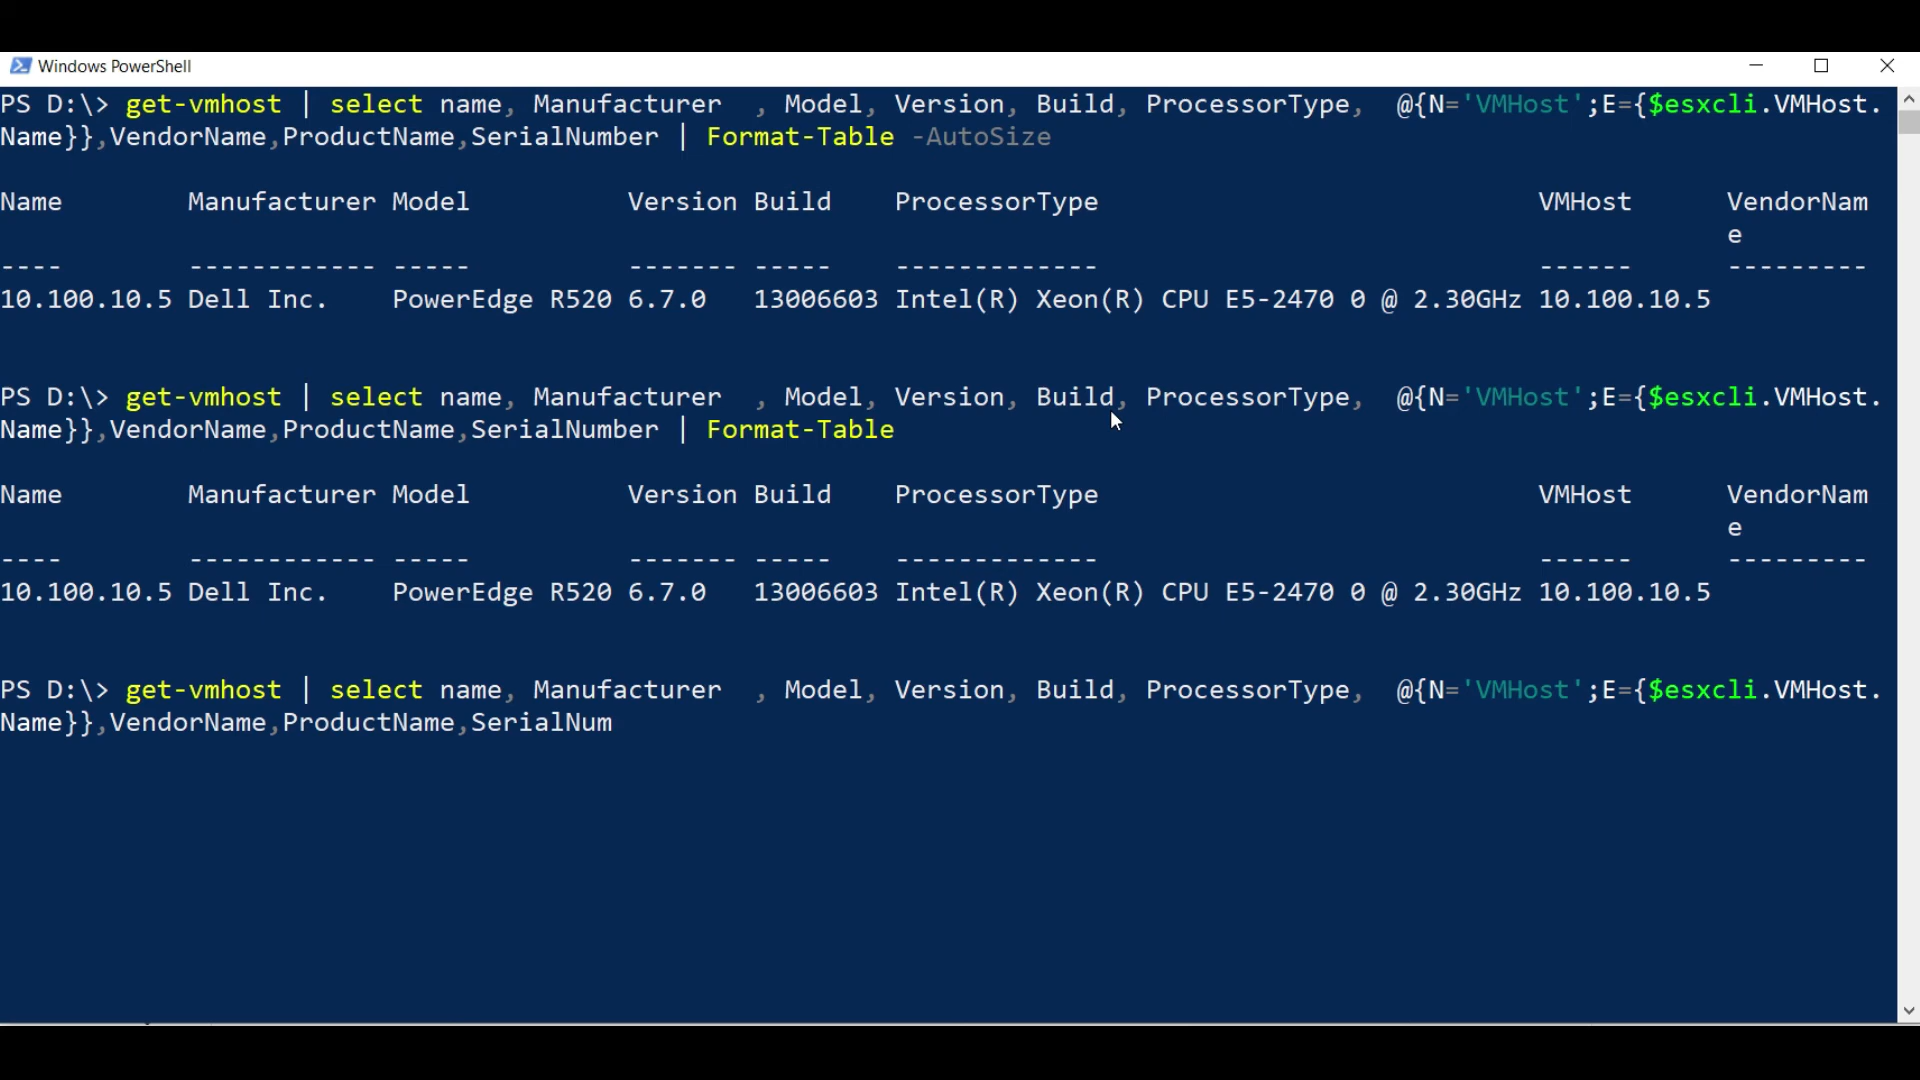 Windows PowerShell
PS D:\> get-vmhost | select name, Manufacturer  , Model, Version, Build, ProcessorType,  @{N='VMHost';E={$esxcli.VMHost.
Name}},VendorName,ProductName,SerialNumber | Format-Table -AutoSize
Name        Manufacturer Model          Version Build    ProcessorType                            VMHost      VendorNam
e
----        ------------ -----          ------- -----    -------------                            ------      ---------
10.100.10.5 Dell Inc.    PowerEdge R520 6.7.0   13006603 Intel(R) Xeon(R) CPU E5-2470 0 @ 2.30GHz 10.100.10.5
PS D:\> get-vmhost | select name, Manufacturer  , Model, Version, Build, ProcessorType,  @{N='VMHost';E={$esxcli.VMHost.
Name}},VendorName,ProductName,SerialNumber | Format-Table
Name        Manufacturer Model          Version Build    ProcessorType                            VMHost      VendorNam
e
----        ------------ -----          ------- -----    -------------                            ------      ---------
10.100.10.5 Dell Inc.    PowerEdge R520 6.7.0   13006603 Intel(R) Xeon(R) CPU E5-2470 0 @ 2.30GHz 10.100.10.5
PS D:\> get-vmhost | select name, Manufacturer  , Model, Version, Build, ProcessorType,  @{N='VMHost';E={$esxcli.VMHost.
Name}},VendorName,ProductName,SerialNum